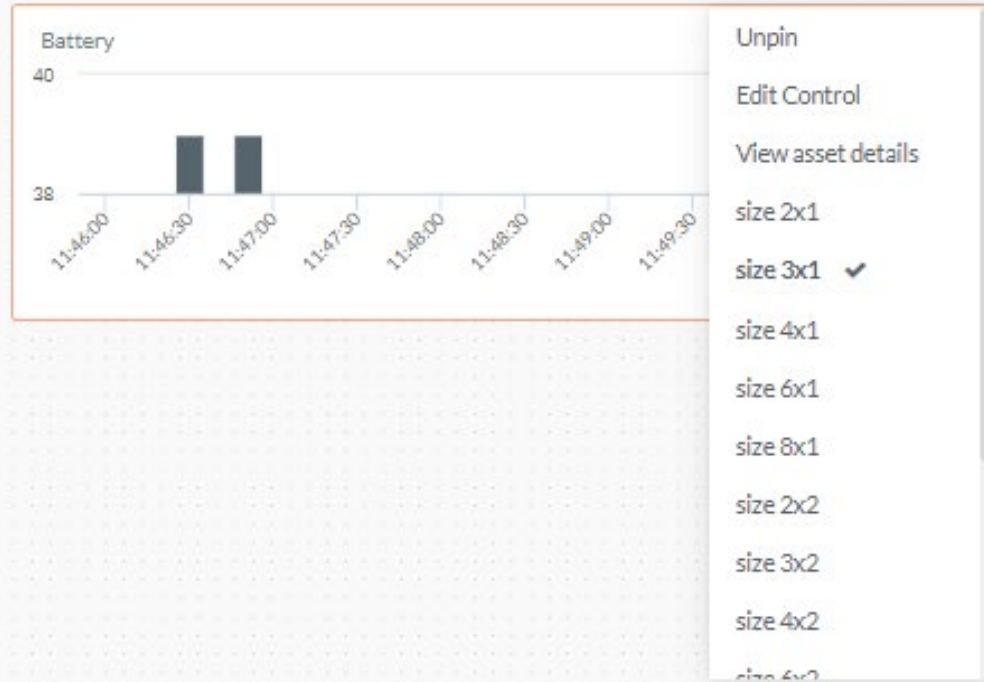 Battery
40
38
11:46:00
11:46:30
11:47:00
11:47:30
11:48:00
11:48:30
11:49:00
11:49:30
Unpin
Edit Control
View asset details
size 2x1
size 3x1 ✔
size 4x1
size 6x1
size 8x1
size 2x2
size 3x2
size 4x2
size 6x2